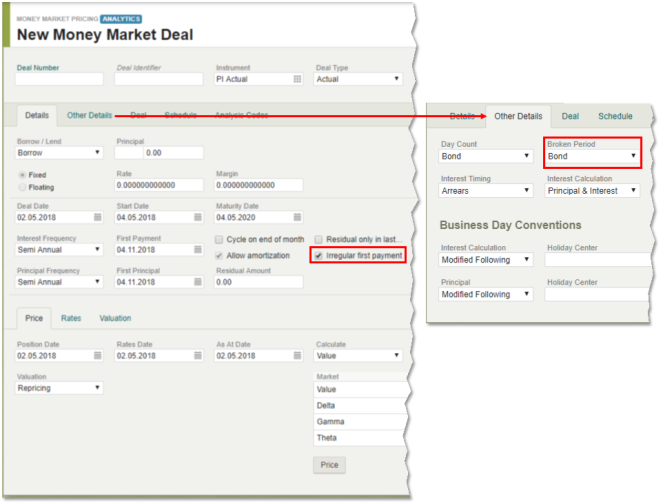 MONEY MARKET PRICING ANALYTICS
New Money Market Deal
Deal Number Deal Identifier Instrument Deal Type
PI Actual Actual
Details Other Details Deal Schedule Analysis Codes
Borrow / Lend Principal
Borrow 0.00
Fixed Rate Margin
Floating 0.000000000000 0.000000000000
Deal Date Start Date Maturity Date
02.05.2018 04.05.2018 04.05.2020
Interest Frequency First Payment Cycle on end of month Residual only in last...
Semi Annual 04.11.2018 Allow amortization Irregular first payment
Principal Frequency First Principal Residual Amount
Semi Annual 04.11.2018 0.00
Price Rates Valuation
Position Date Rates Date As At Date Calculate
02.05.2018 02.05.2018 02.05.2018 Value
Valuation Market
Repricing Value
Delta
Gamma
Theta
Price
Details Other Details Deal Schedule
Day Count Broken Period
Bond Bond
Interest Timing Interest Calculation
Arrears Principal & Interest
Business Day Conventions
Interest Calculation Holiday Center
Modified Following
Principal Holiday Center
Modified Following